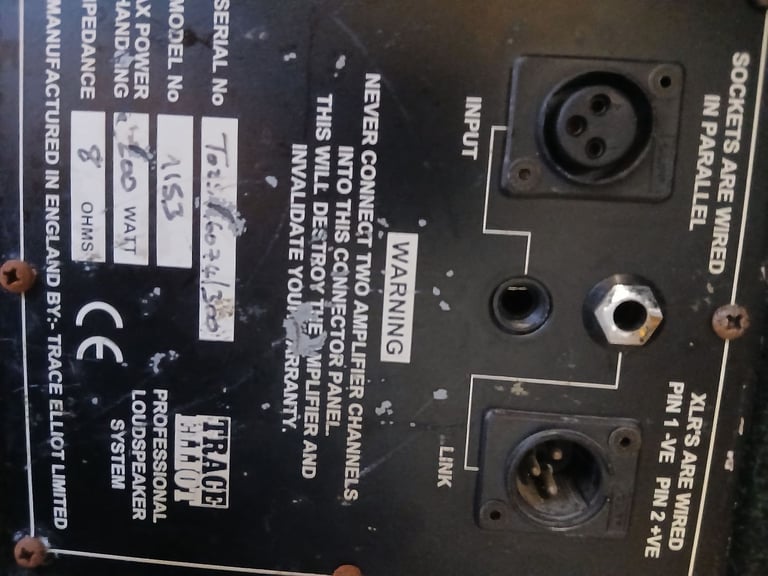 SOCKETS ARE WIRED
IN PARALLEL
XLR'S ARE WIRED
PIN 1 -VE PIN 2 +VE
INPUT
LINK
WARNING
NEVER CONNECT TWO AMPLIFIER CHANNELS
INTO THIS CONNECTOR PANEL.
THIS WILL DESTROY THE AMPLIFIER AND
INVALIDATE YOUR WARRANTY.
SERIAL No
MODEL No 1153
AX POWER
HANDLING WATT
MPEDANCE 8 OHMS
CE
TRACE
ELLIOT
PROFESSIONAL
LOUDSPEAKER
SYSTEM
MANUFACTURED IN ENGLAND BY:- TRACE ELLIOT LIMITED